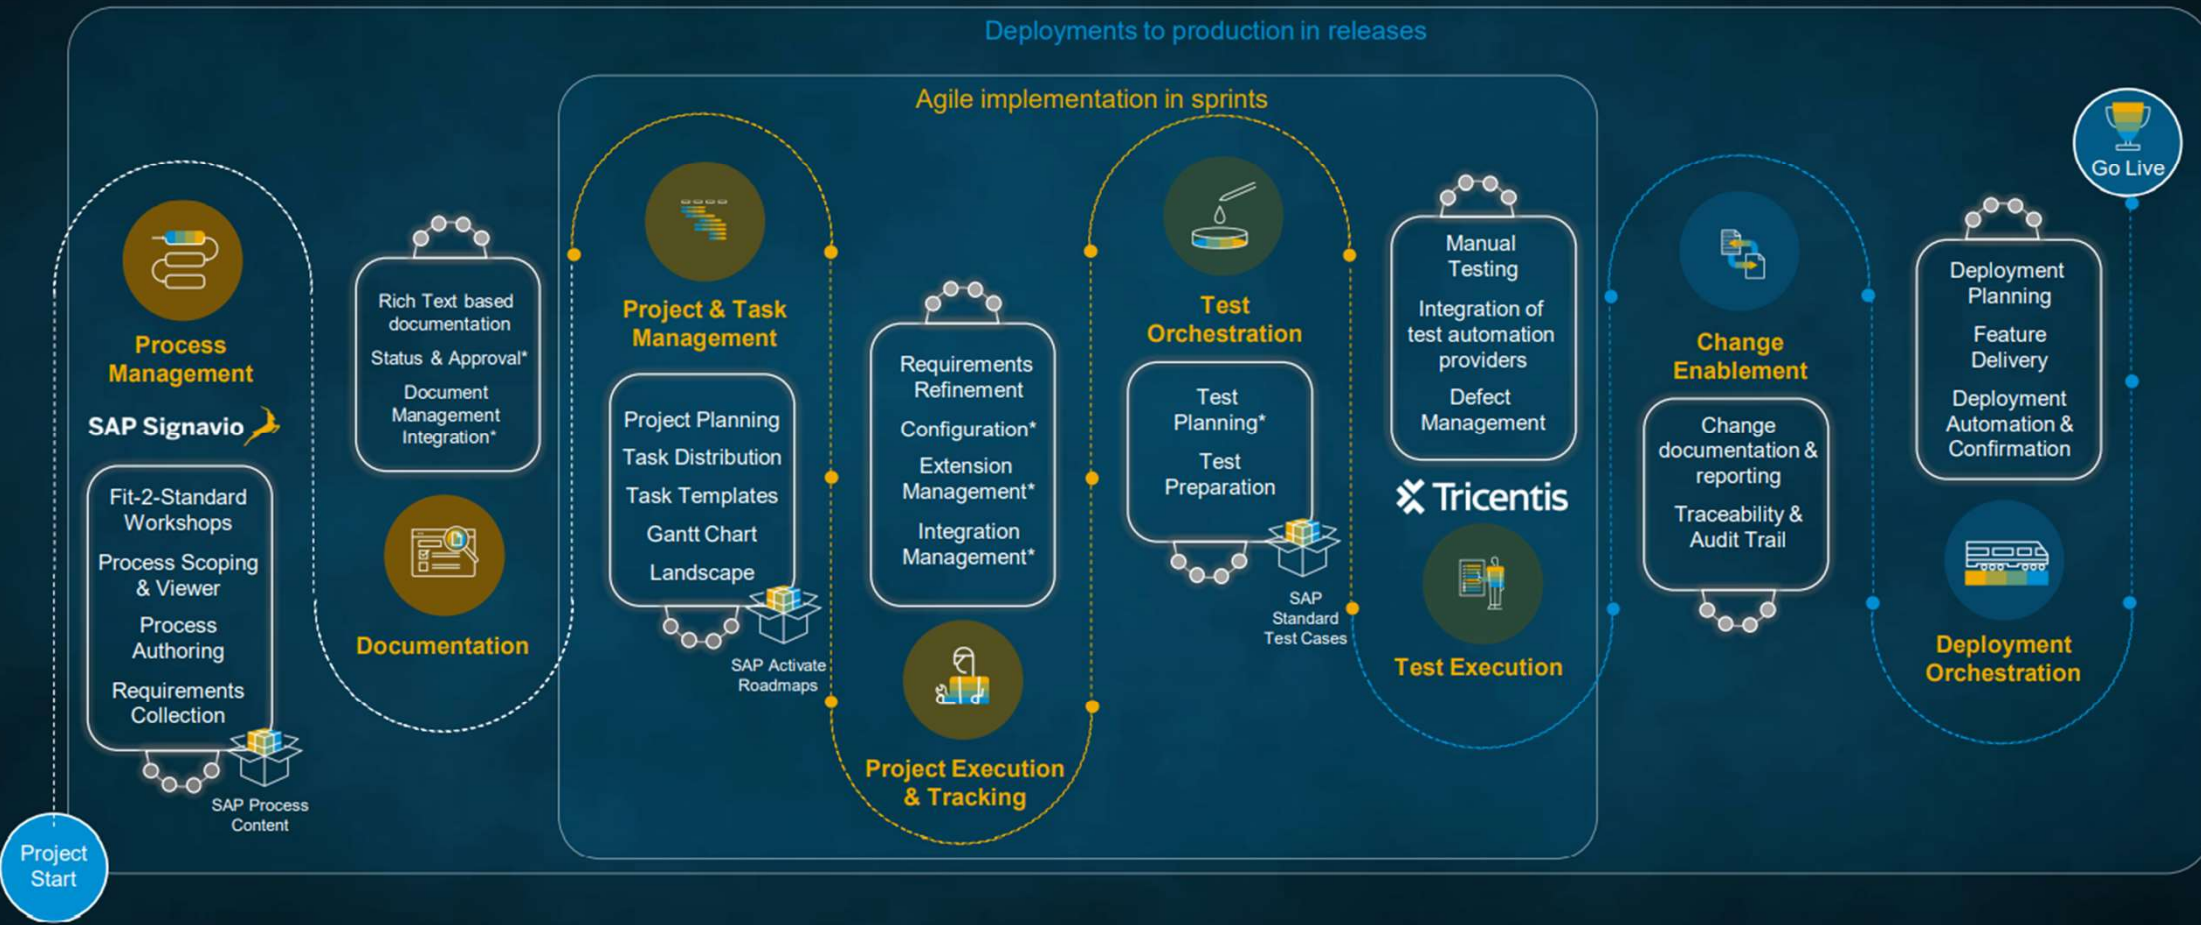 Deployments to production in releases
Agile implementation in sprints
Project
Start
Process
Management
SAP Signavio
Fit-2-Standard
Workshops
Process Scoping
& Viewer
Process
Authoring
Requirements
Collection
SAP Process
Content
Rich Text based
documentation
Status & Approval*
Document
Management
Integration*
Documentation
Project & Task
Management
Project Planning
Task Distribution
Task Templates
Gantt Chart
Landscape
SAP Activate
Roadmaps
Requirements
Refinement
Configuration*
Extension
Management*
Integration
Management*
Project Execution
& Tracking
Test
Orchestration
Test
Planning*
Test
Preparation
SAP
Standard
Test Cases
Manual
Testing
Integration of
test automation
providers
Defect
Management
Tricentis
Test Execution
Change
Enablement
Change
documentation &
reporting
Traceability &
Audit Trail
Deployment
Planning
Feature
Delivery
Deployment
Automation &
Confirmation
Deployment
Orchestration
Go Live